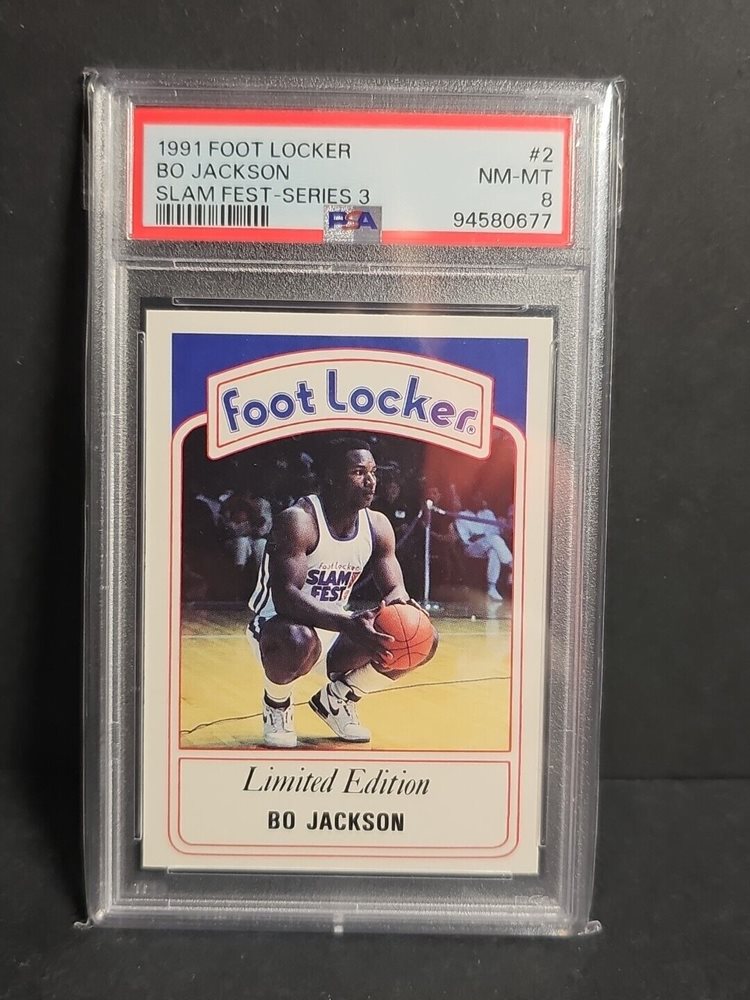 1991 FOOT LOCKER #2
BO JACKSON NM-MT
SLAM FEST-SERIES 3 8
PSA 94580677
Foot Locker®
Foot Locker
SLAM
FEST
Limited Edition
BO JACKSON